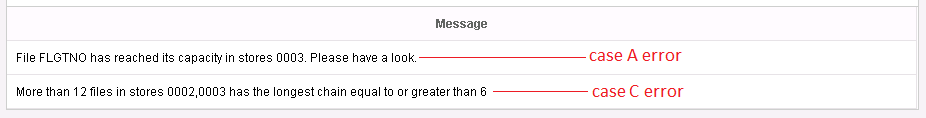 Message
File FLGTNO has reached its capacity in stores 0003. Please have a look. case A error
More than 12 files in stores 0002,0003 has the longest chain equal to or greater than 6 case C error